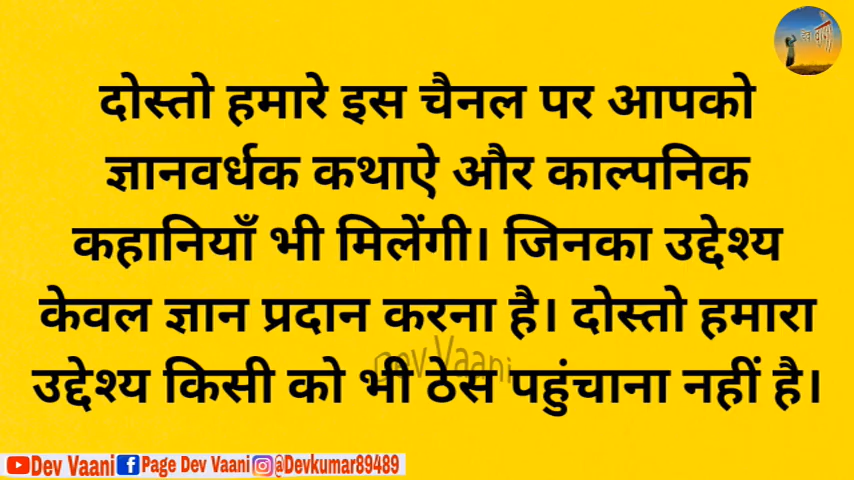 देव वाणी
दोस्तो हमारे इस चैनल पर आपको
ज्ञानवर्धक कथाऐ और काल्पनिक
कहानियाँ भी मिलेंगी। जिनका उद्देश्य
केवल ज्ञान प्रदान करना है। दोस्तो हमारा
उद्देश्य किसी को भी ठेस पहुंचाना नहीं है।
Dev Vaani
Dev Vaani Page Dev Vaani @Devkumar89489